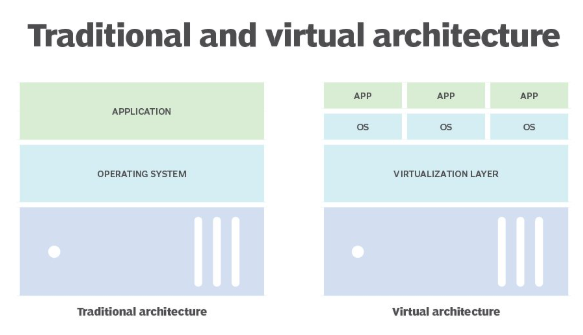 Traditional and virtual architecture
APPLICATION
OPERATING SYSTEM
Traditional architecture
APP APP APP
OS OS OS
VIRTUALIZATION LAYER
Virtual architecture